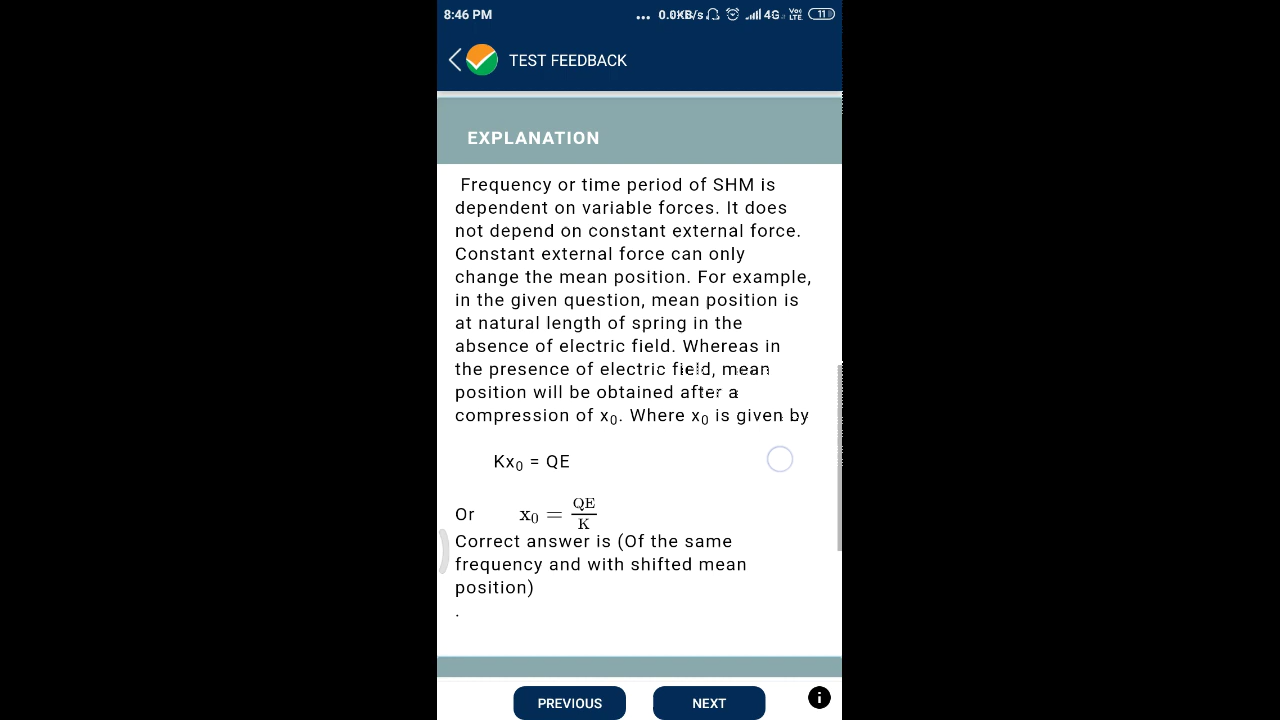 8:46 PM
... 0.0KB/s 4G Vo LTE 11
TEST FEEDBACK
EXPLANATION
Frequency or time period of SHM is
dependent on variable forces. It does
not depend on constant external force.
Constant external force can only
change the mean position. For example,
in the given question, mean position is
at natural length of spring in the
absence of electric field. Whereas in
the presence of electric field, mean
position will be obtained after a
compression of x₀. Where x₀ is given by
Kx₀ = QE
Or x₀ = QE/K
Correct answer is (Of the same
frequency and with shifted mean
position)
.
PREVIOUS NEXT